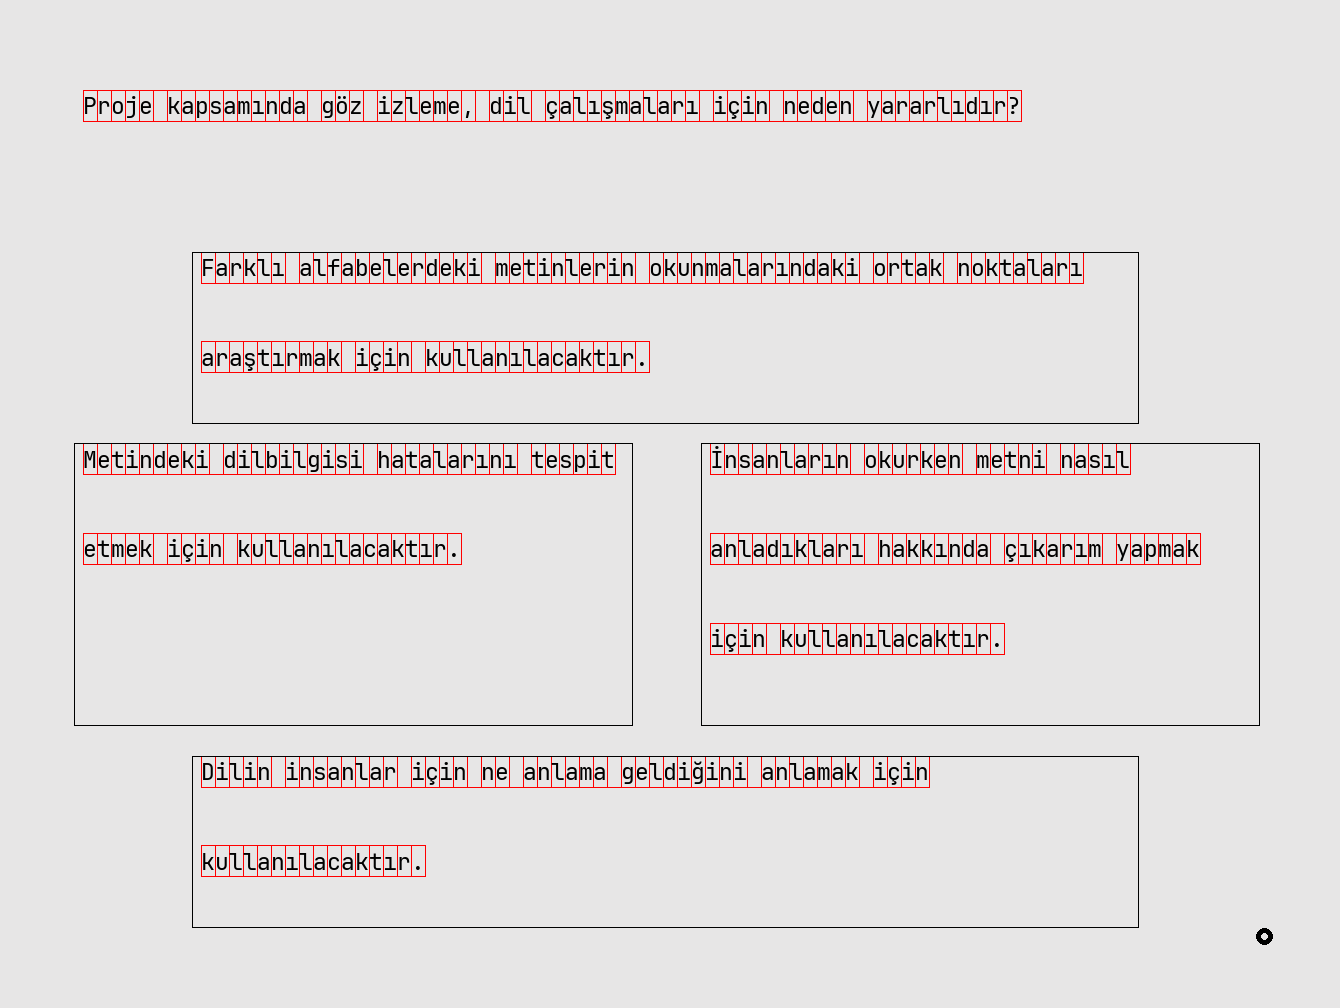 Proje kapsamında göz izleme, dil çalışmaları için neden yararlıdır?
Farklı alfabelerdeki metinlerin okunmalarındaki ortak noktaları
araştırmak için kullanılacaktır.
Metindeki dilbilgisi hatalarını tespit
etmek için kullanılacaktır.
İnsanların okurken metni nasıl
anladıkları hakkında çıkarım yapmak
için kullanılacaktır.
Dilin insanlar için ne anlama geldiğini anlamak için
kullanılacaktır.